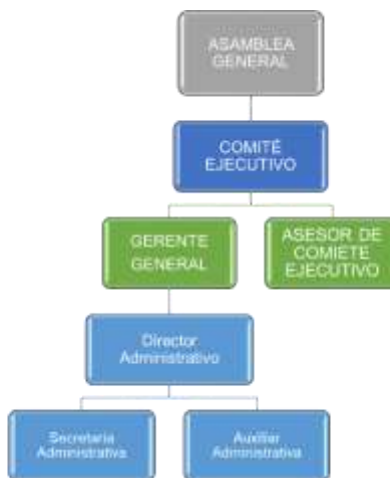 ASAMBLEA
GENERAL
COMITÉ
EJECUTIVO
GERENTE
GENERAL
ASESOR DE
COMIETE
EJECUTIVO
Director
Administrativo
Secretaria
Administrativa
Auxiliar
Administrativa